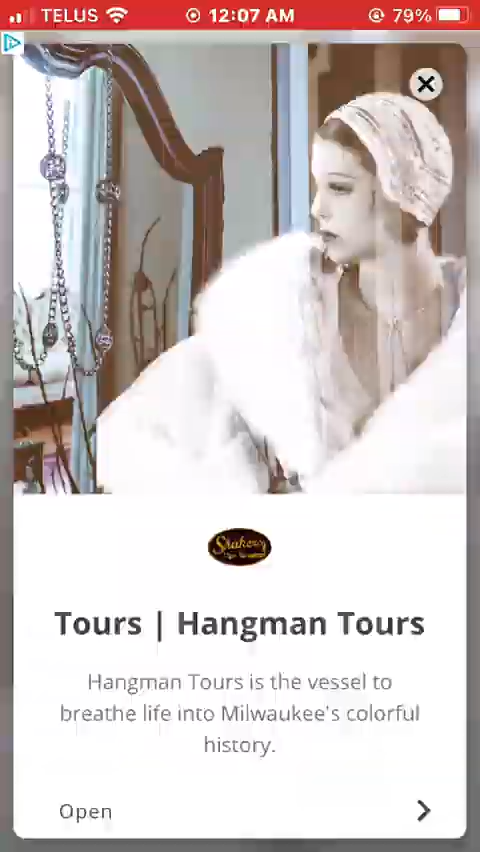 TELUS 12:07 AM 79%
Shakers
Tours | Hangman Tours
Hangman Tours is the vessel to
breathe life into Milwaukee's colorful
history.
Open